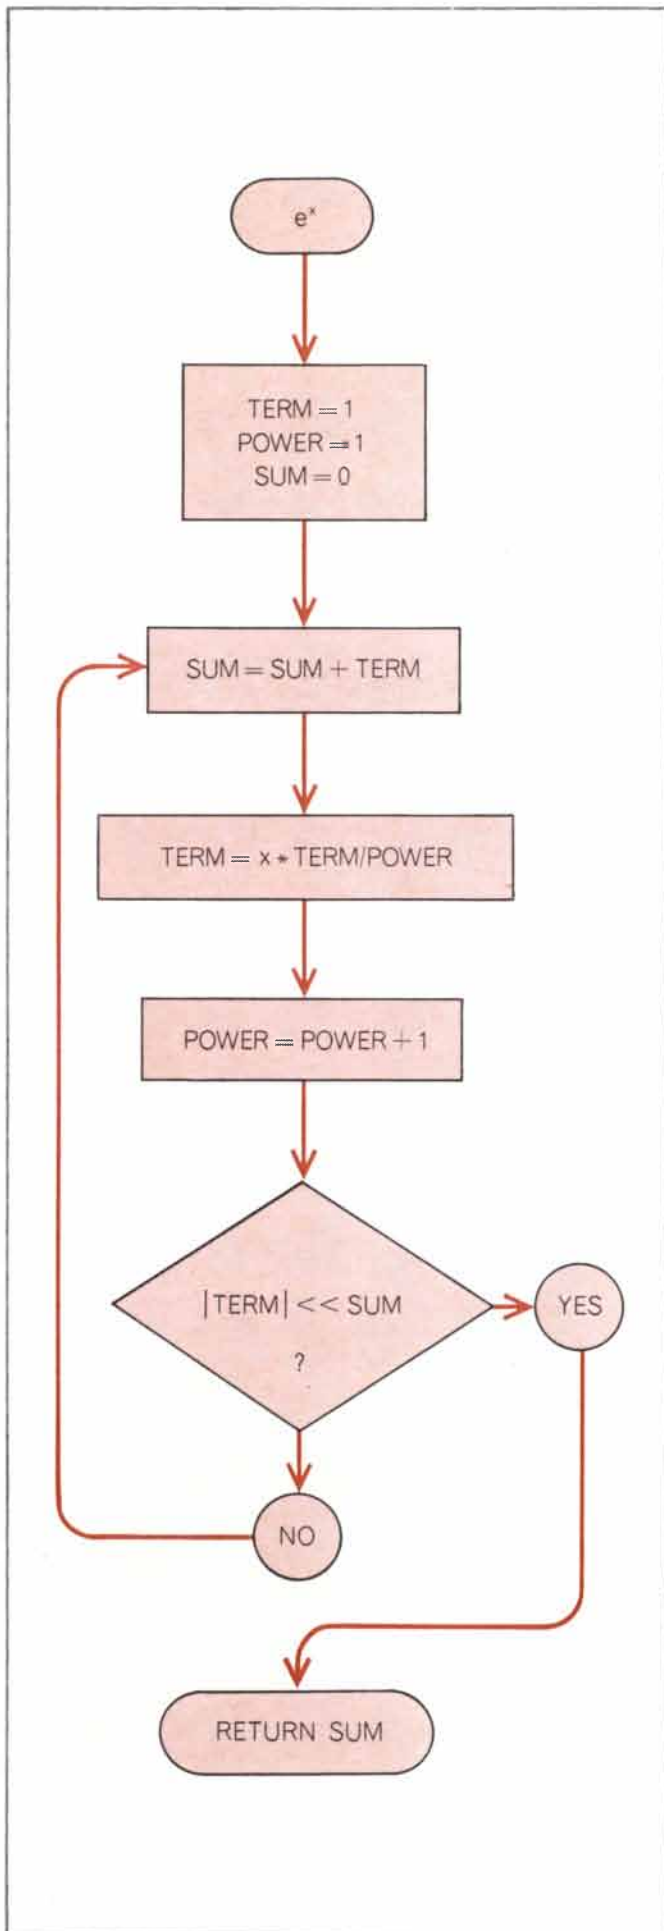 eˣ
TERM = 1
POWER = 1
SUM = 0
SUM = SUM + TERM
TERM = x * TERM/POWER
POWER = POWER + 1
|TERM| << SUM
?
YES
NO
RETURN SUM